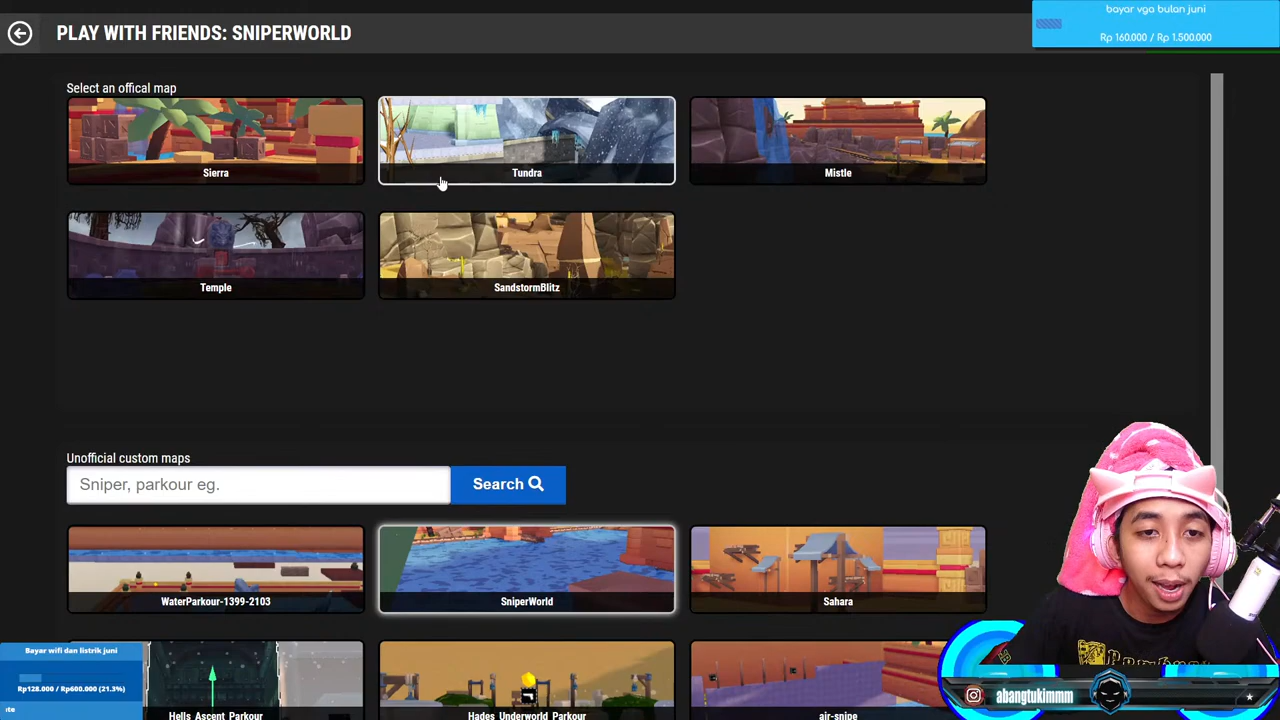 PLAY WITH FRIENDS: SNIPERWORLD
bayar vga bulan juni
Rp 160.000 / Rp 1.500.000
Select an offical map
Sierra
Tundra
Mistle
Temple
SandstormBlitz
Unofficial custom maps
Sniper, parkour eg.
Search
WaterParkour-1399-2103
SniperWorld
Sahara
Bayar wifi dan listrik juni
Rp128.000 / Rp600.000 (21.3%)
ite
Hells Ascent Parkour
Hades Underworld Parkour
air-snipe
abangtukimmm